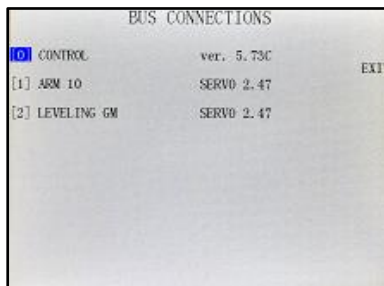 BUS CONNECTIONS
[0] CONTROL ver. 5.73C
EXIT
[1] ARM 10 SERVO 2.47
[2] LEVELING GM SERVO 2.47